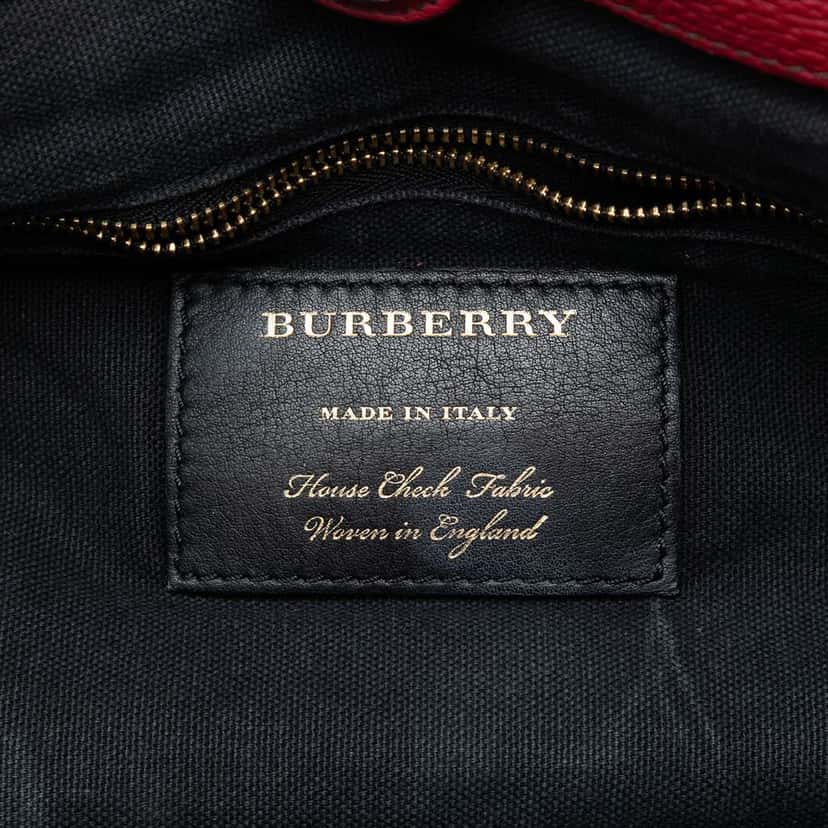 BURBERRY
MADE IN ITALY
House Check Fabric
Woven in England